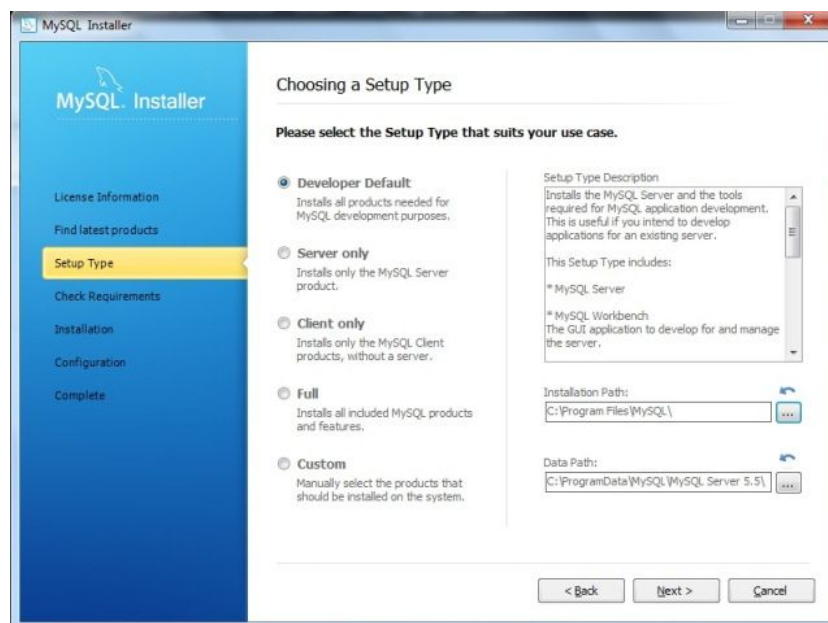 MySQL Installer
MySQL. Installer
License Information
Find latest products
Setup Type
Check Requirements
Installation
Configuration
Complete
Choosing a Setup Type
Please select the Setup Type that suits your use case.
Developer Default
Installs all products needed for
MySQL development purposes.
Server only
Installs only the MySQL Server
product.
Client only
Installs only the MySQL Client
products, without a server.
Full
Installs all included MySQL products
and features.
Custom
Manually select the products that
should be installed on the system.
Setup Type Description
Installs the MySQL Server and the tools
required for MySQL application development.
This is useful if you intend to develop
applications for an existing server.
This Setup Type includes:
* MySQL Server
* MySQL Workbench
The GUI application to develop for and manage
the server.
Installation Path:
C:\Program Files\MySQL\
...
Data Path:
C:\ProgramData\MySQL\MySQL Server 5.5\
...
< Back
Next >
Cancel